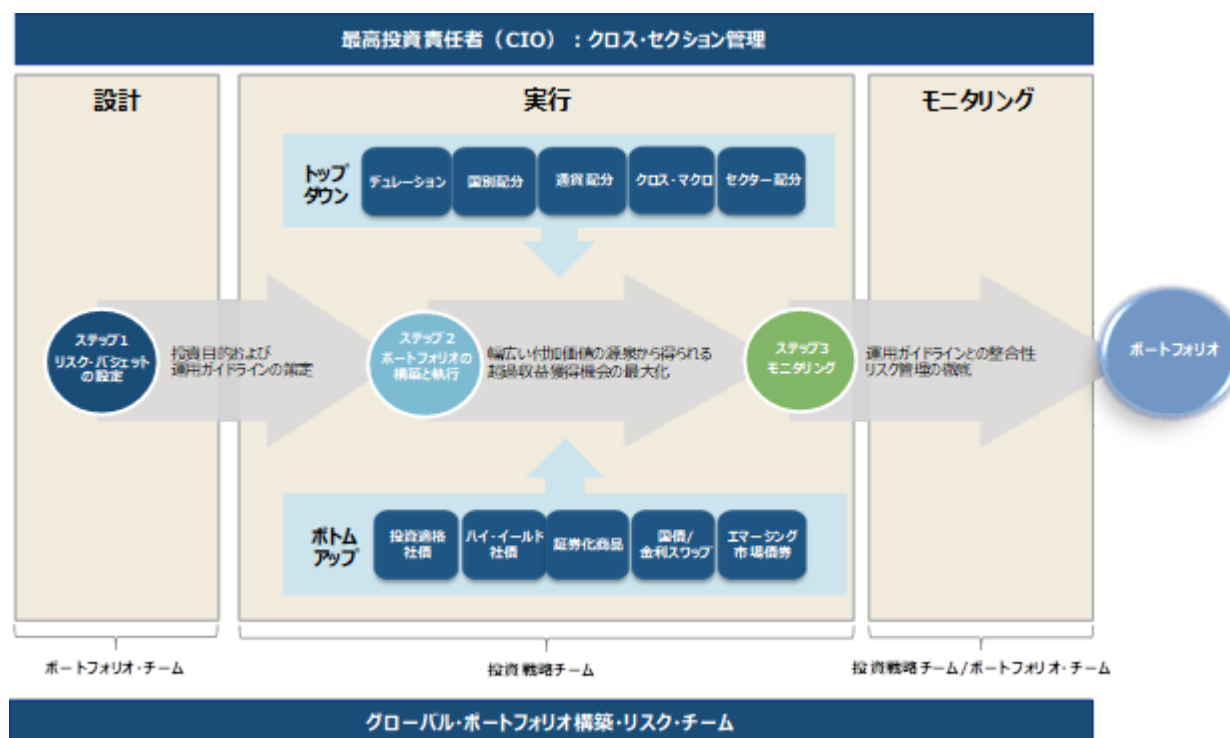 最高投資責任者（CIO）：クロス・セクション管理
設計
実行
モニタリング
トップ
ダウン
デュレーション
国別配分
通貨配分
クロス・マクロ
セクター配分
ステップ1
リスク・バジェット
の設定
投資目的および
運用ガイドラインの策定
ステップ2
ポートフォリオの
構築と執行
幅広い付加価値の源泉から得られる
超過収益獲得機会の最大化
ステップ3
モニタリング
運用ガイドラインとの整合性
リスク管理の徹底
ポートフォリオ
ボトム
アップ
投資適格
社債
ハイ・イールド
社債
証券化商品
国債/
金利スワップ
エマージング
市場債券
ポートフォリオ・チーム
投資戦略チーム
投資戦略チーム/ポートフォリオ・チーム
グローバル・ポートフォリオ構築・リスク・チーム